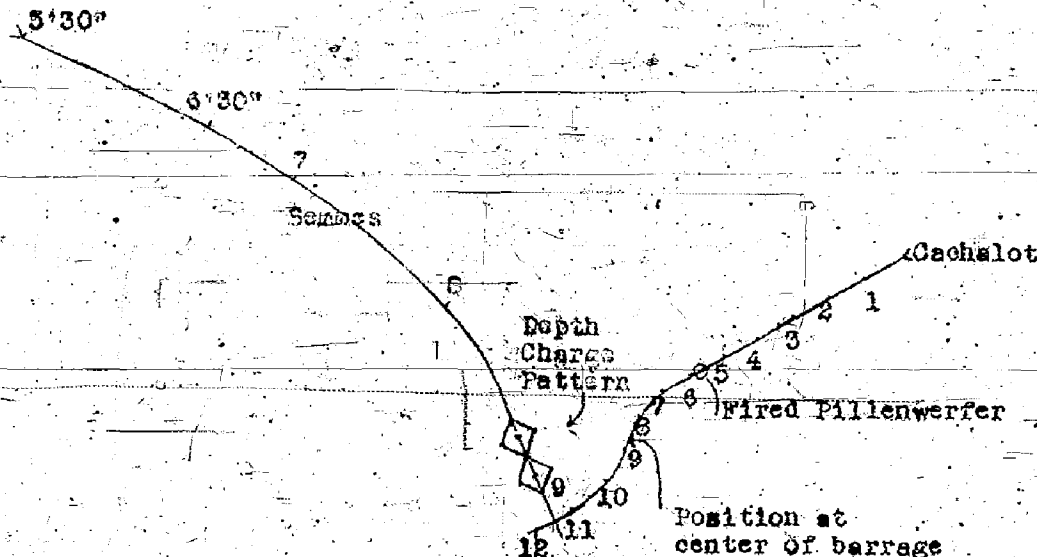 5'30"
6'30"
7
Semmes
8
Cachalot
1
2
3
4
5
6
7
8
9
10
11
12
9
Depth
Charge
Pattern
Fired Pillenwerfer
Position at
center of barrage